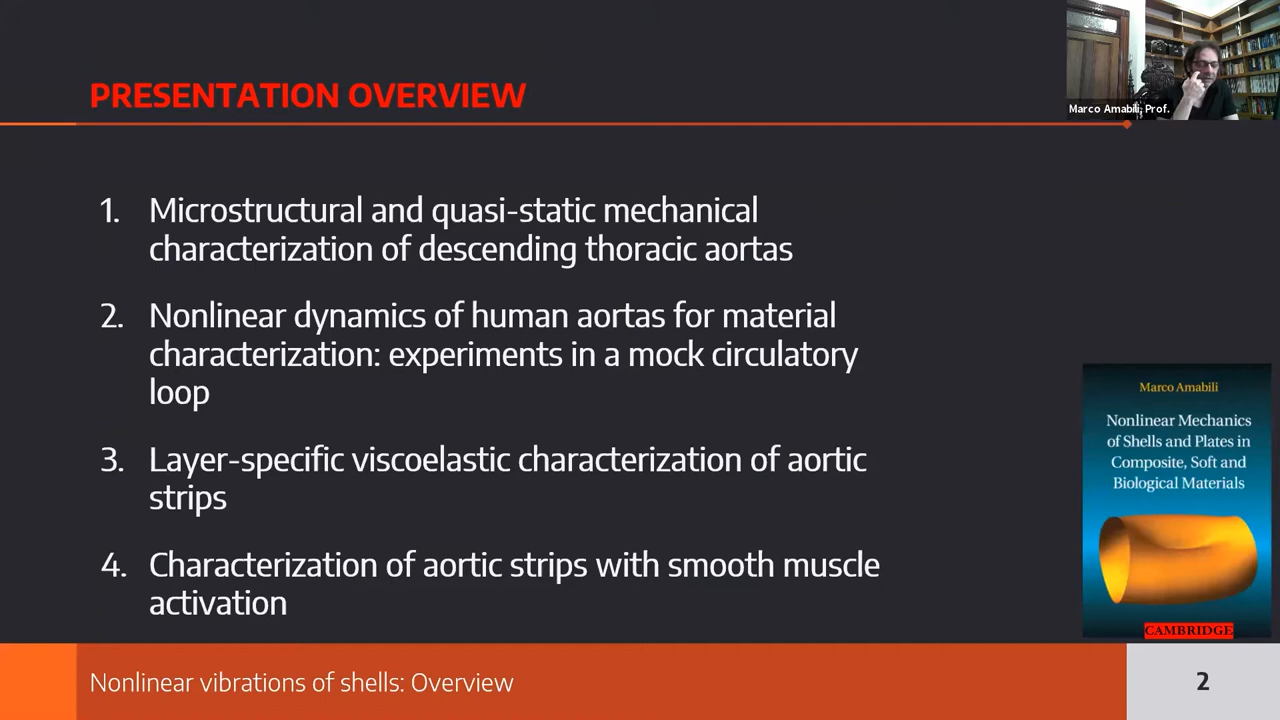 PRESENTATION OVERVIEW
Marco Amabili, Prof.
1. Microstructural and quasi-static mechanical
characterization of descending thoracic aortas
2. Nonlinear dynamics of human aortas for material
characterization: experiments in a mock circulatory
loop
3. Layer-specific viscoelastic characterization of aortic
strips
4. Characterization of aortic strips with smooth muscle
activation
Marco Amabili
Nonlinear Mechanics
of Shells and Plates in
Composite, Soft and
Biological Materials
CAMBRIDGE
Nonlinear vibrations of shells: Overview
2